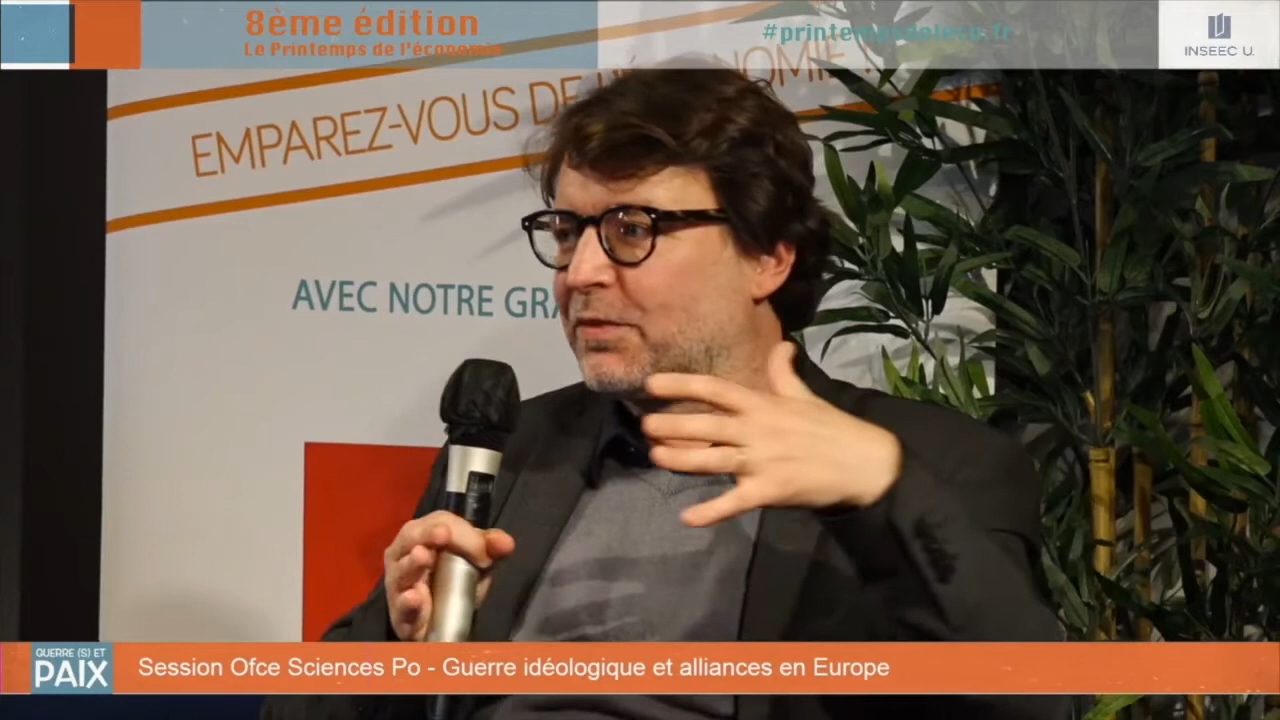 8ème édition
Le Printemps de l'économie
#printempsdeleco.fr
INSEEC U.
EMPAREZ-VOUS DE L'ÉCONOMIE !
AVEC NOTRE
GUERRE (S) ET
PAIX
Session Ofce Sciences Po - Guerre idéologique et alliances en Europe